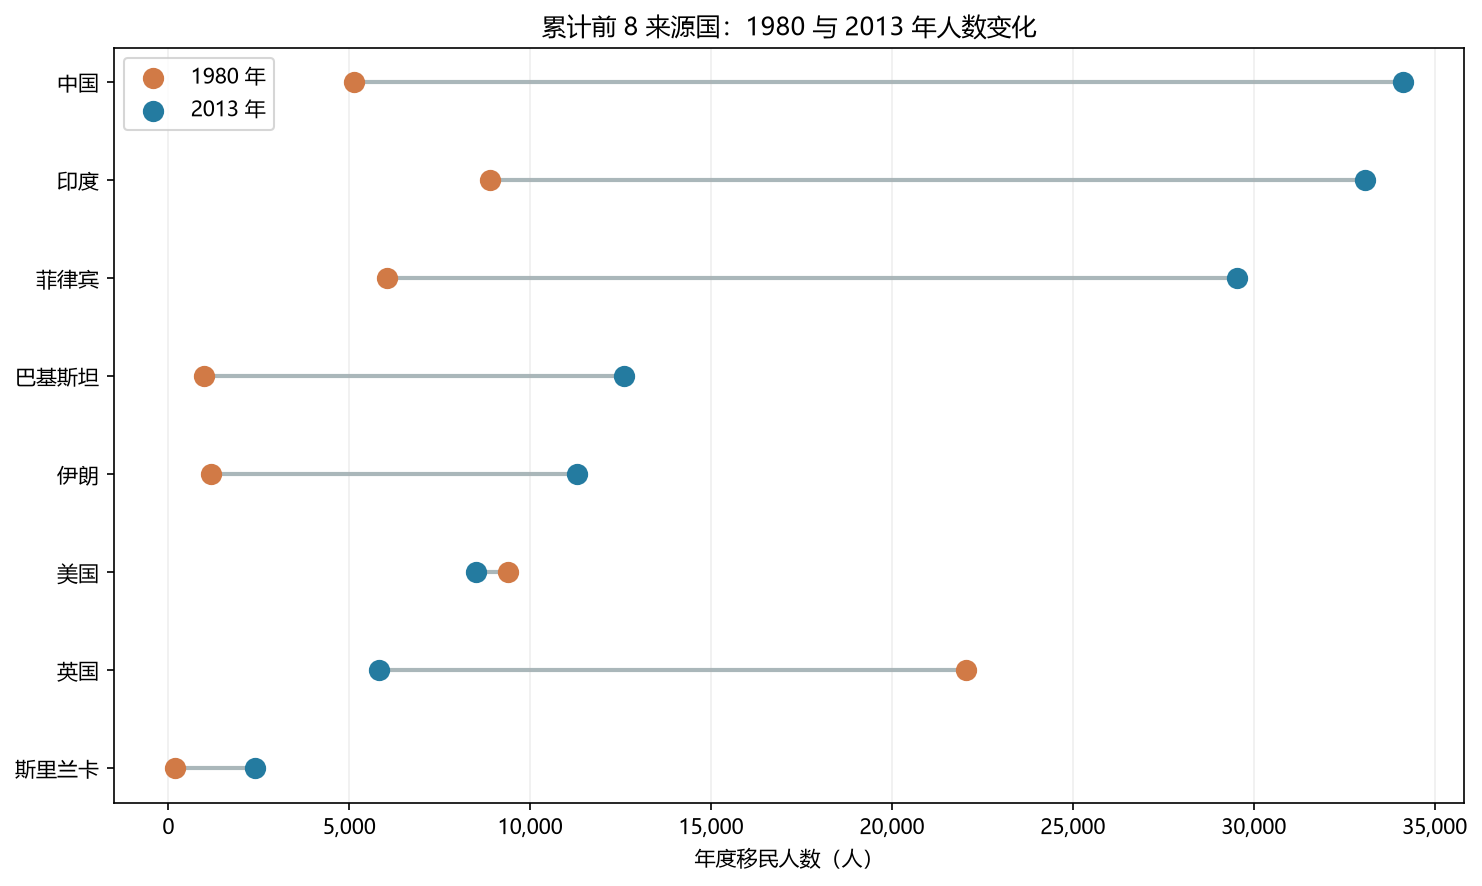 累计前 8 来源国：1980 与 2013 年人数变化
1980 年
2013 年
中国
印度
菲律宾
巴基斯坦
伊朗
美国
英国
斯里兰卡
0 5,000 10,000 15,000 20,000 25,000 30,000 35,000
年度移民人数（人）